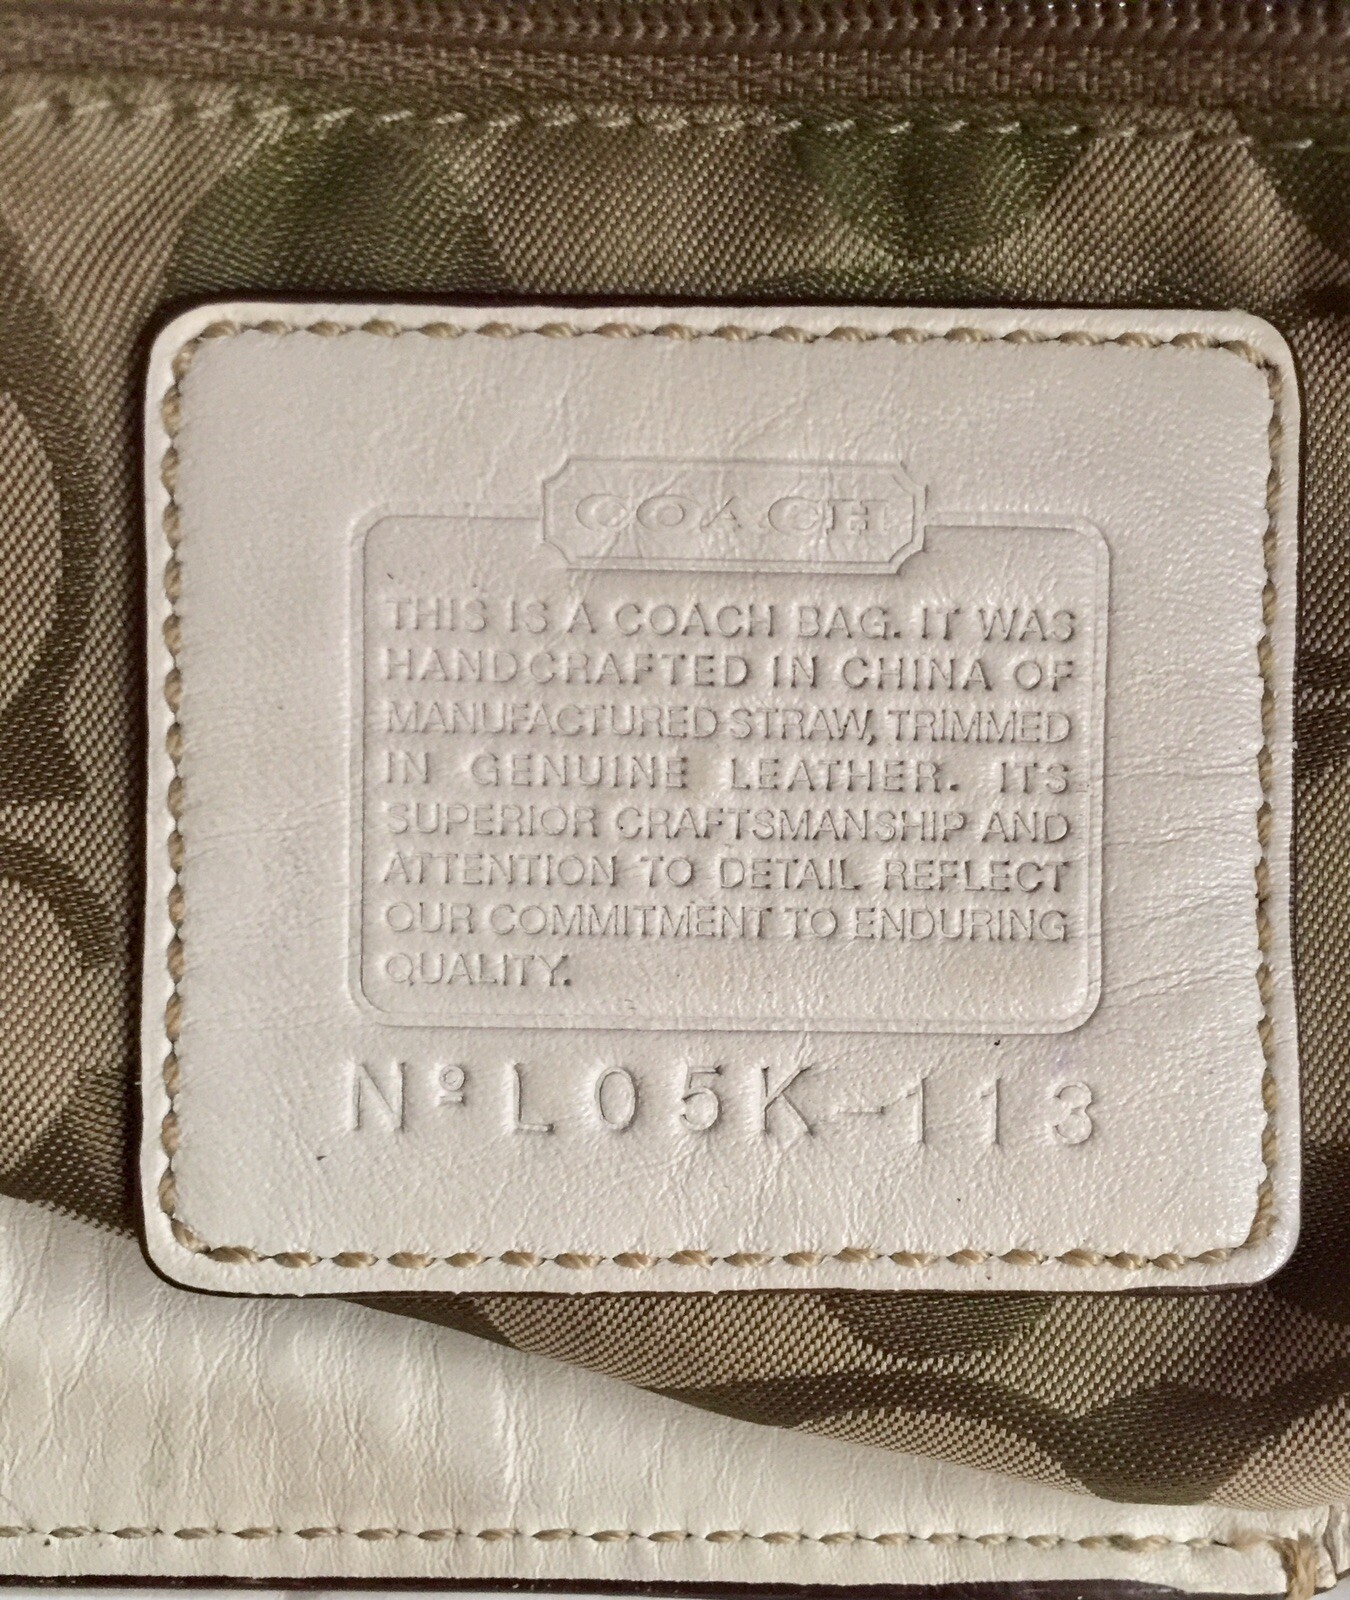 COACH
THIS IS A COACH BAG. IT WAS
HANDCRAFTED IN CHINA OF
MANUFACTURED STRAW, TRIMMED
IN GENUINE LEATHER. ITS
SUPERIOR CRAFTSMANSHIP AND
ATTENTION TO DETAIL REFLECT
OUR COMMITMENT TO ENDURING
QUALITY.
Nº L05K-113